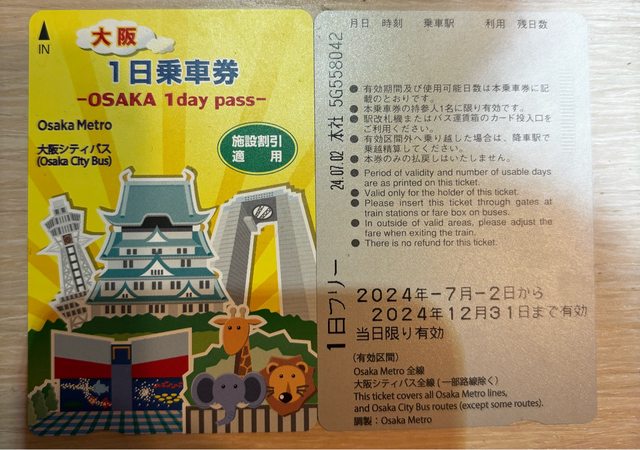 IN
大阪
1日乗車券
-OSAKA 1day pass-
Osaka Metro
大阪シティバス
(Osaka City Bus)
施設割引
適用
月日 時刻 乗車駅 利用 残日数
● 有効期間及び使用可能日数は本乗車券に記
載のとおりです。
● 本乗車券の持参人1名に限り有効です。
● 駅改札機またはバス運賃箱のカード投入口を
ご利用ください。
● 有効区間外へ乗り越した場合は、降車駅で
乗越精算してください。
● 本券のみの払戻しはいたしません。
● Period of validity and number of usable days
are as printed on this ticket.
● Valid only for the holder of this ticket.
● Please insert this ticket through gates at
train stations or fare box on buses.
● In outside of valid areas, please adjust the
fare when exiting the train.
● There is no refund for this ticket.
1日フリー 24.07.02 本社 5G558042
2024年-7月-2日から
2024年12月31日まで有効
当日限り有効
(有効区間)
Osaka Metro 全線
大阪シティバス全線(一部路線除く)
This ticket covers all Osaka Metro lines,
and Osaka City Bus routes (except some routes).
調製:Osaka Metro